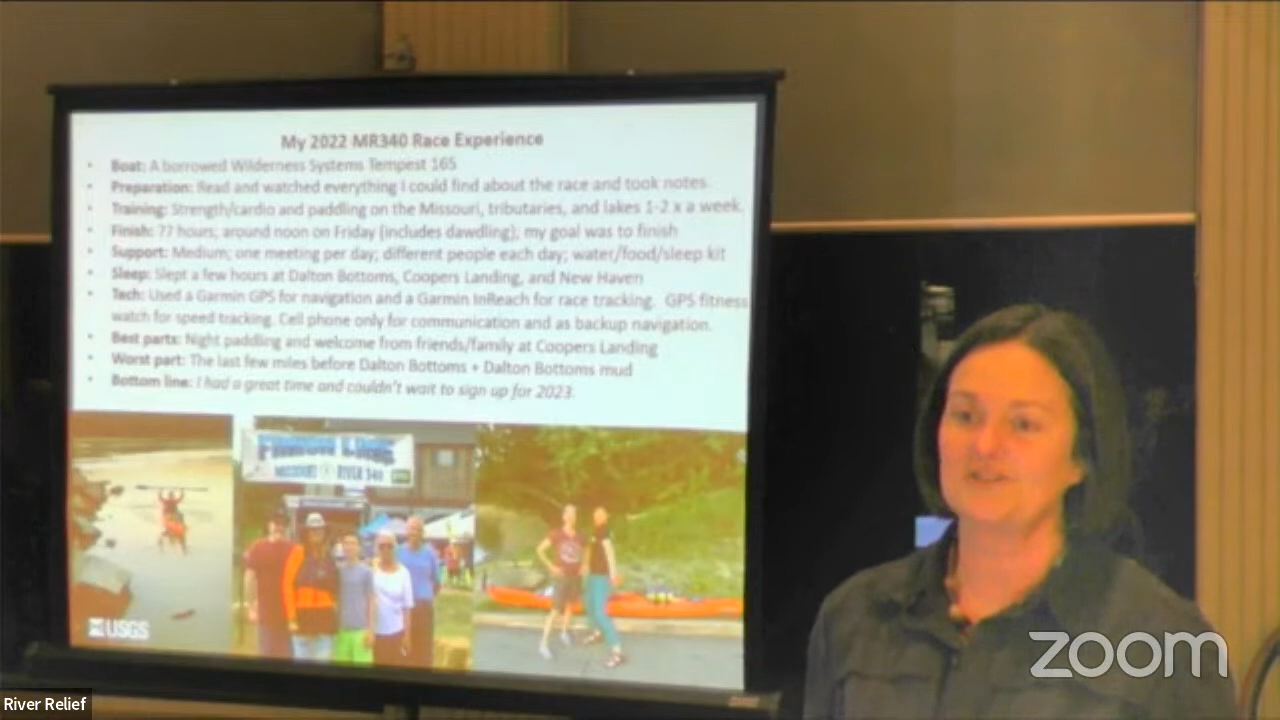 My 2022 MR340 Race Experience
• Boat: A borrowed Wilderness Systems Tempest 165
• Preparation: Read and watched everything I could find about the race and took notes
• Training: Strength/cardio and paddling on the Missouri, tributaries, and lakes 1-2 x a week.
• Finish: 77 hours, around noon on Friday (includes dawdling); my goal was to finish
• Support: Medium; one meeting per day; different people each day; water/food/sleep kit
• Sleep: Slept a few hours at Dalton Bottoms, Coopers Landing, and New Haven
• Tech: Used a Garmin GPS for navigation and a Garmin InReach for race tracking. GPS fitness
watch for speed tracking. Cell phone only for communication and as backup navigation.
• Best parts: Night paddling and welcome from friends/family at Coopers Landing
• Worst part: The last few miles before Dalton Bottoms + Dalton Bottoms mud
• Bottom line: I had a great time and couldn't wait to sign up for 2023.
FINISH LINE
MISSOURI RIVER 340
USGS
zoom
River Relief